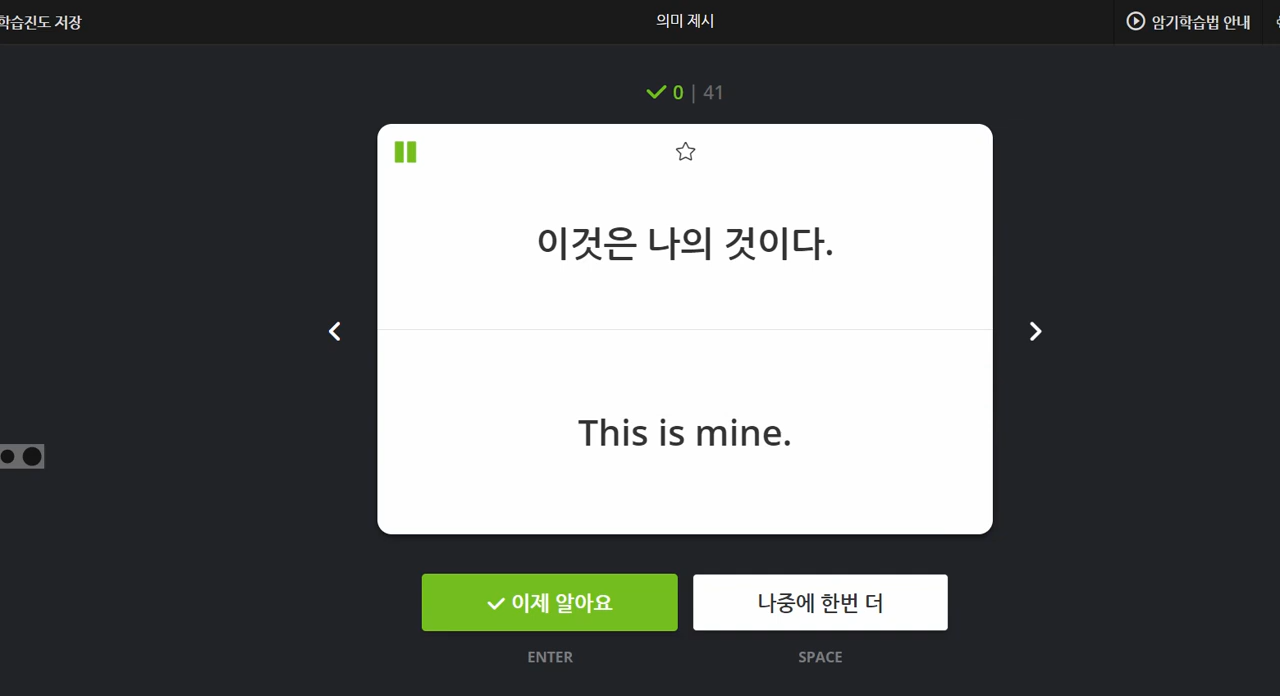 학습진도 저장
의미 제시
암기학습법 안내
0 | 41
이것은 나의 것이다.
This is mine.
이제 알아요
나중에 한번 더
ENTER
SPACE